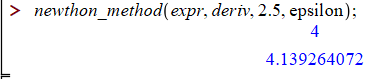 > newthon_method(expr, deriv, 2.5, epsilon);
4
4.139264072